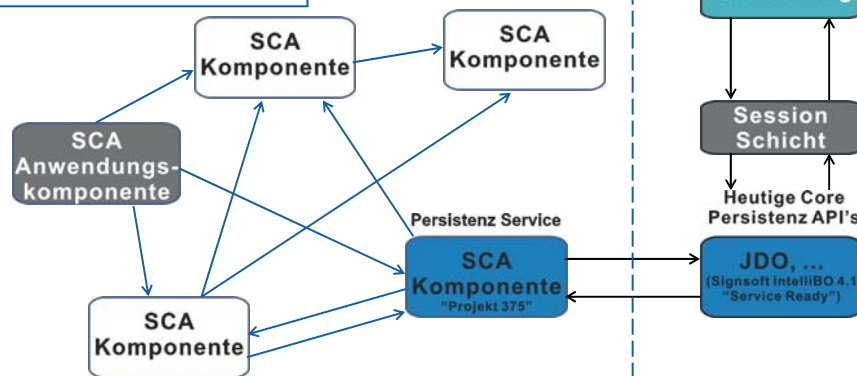 SCA
Komponente
SCA
Komponente
SCA
Anwendungs-
komponente
Session
Schicht
Heutige Core
Persistenz API's
Persistenz Service
SCA
Komponente
"Projekt 375"
JDO, ...
(Signsoft intelliBO 4.1
"Service Ready")
SCA
Komponente